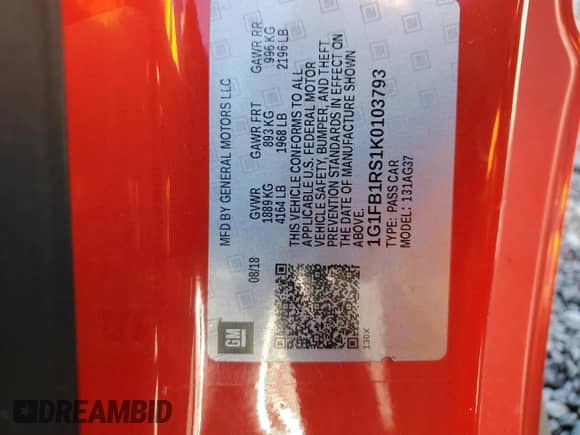 MFD BY GENERAL MOTORS LLC
08/18 GVWR GAWR FRT GAWR RR
1889 KG 893 KG 996 KG
4164 LB 1968 LB 2196 LB
THIS VEHICLE CONFORMS TO ALL
APPLICABLE U.S. FEDERAL MOTOR
VEHICLE SAFETY, BUMPER, AND THEFT
PREVENTION STANDARDS IN EFFECT ON
THE DATE OF MANUFACTURE SHOWN
ABOVE.
1G1FB1RS1K0103793
TYPE: PASS CAR
MODEL: 131AG37
GM
130X
DREAMBID